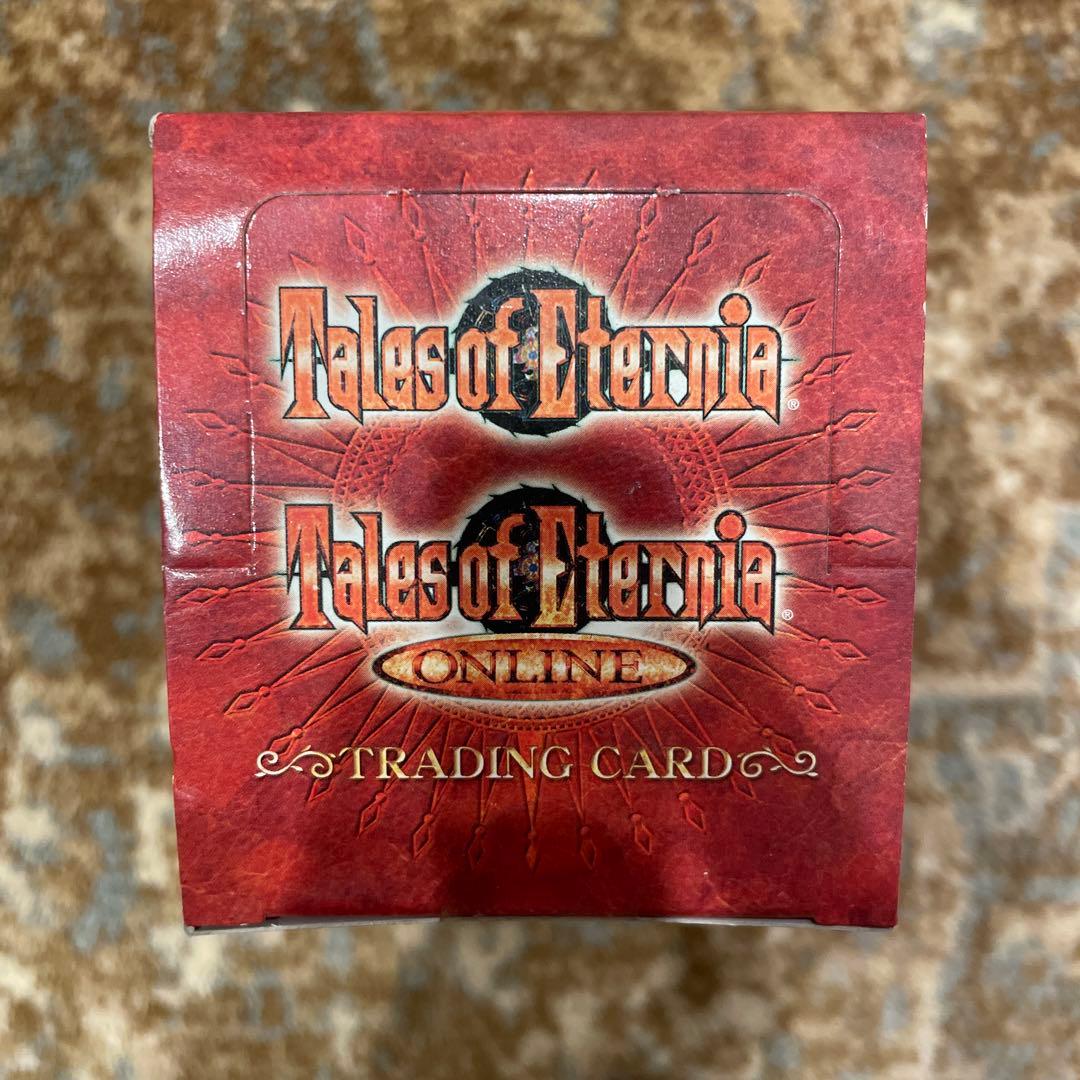 Tales of Eternia®
Tales of Eternia®
ONLINE
TRADING CARD